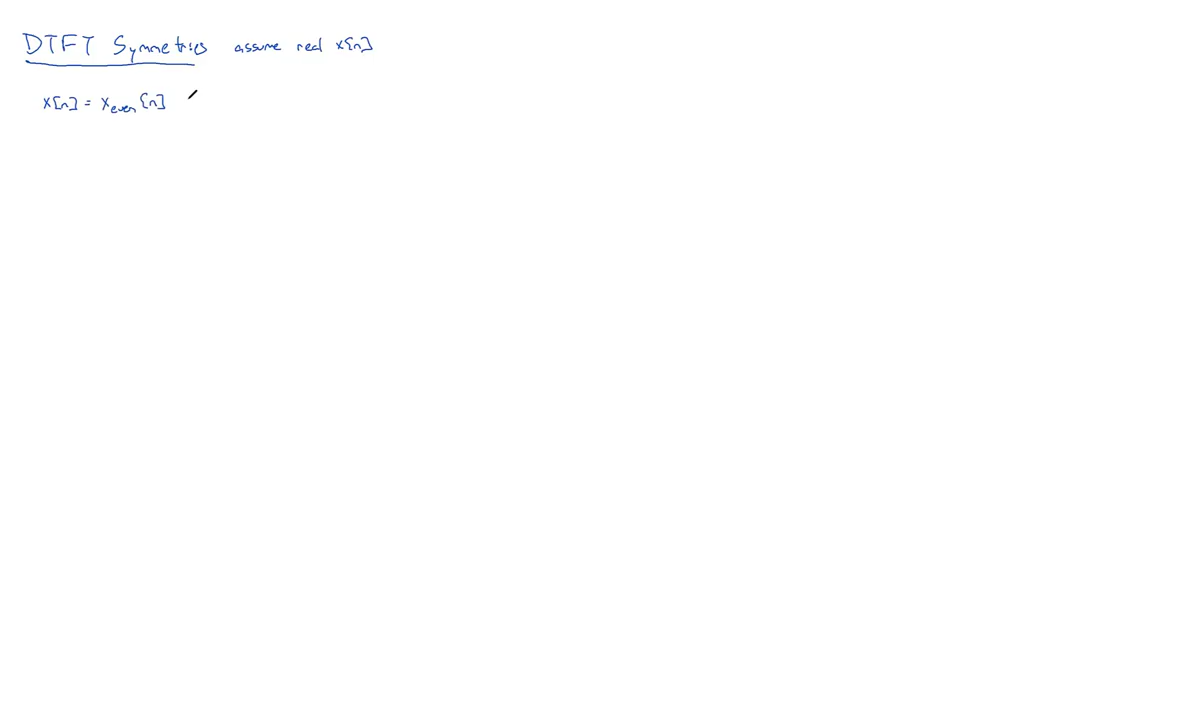 DTFT Symmetries assume real x[n]
x[n] = x_even[n]